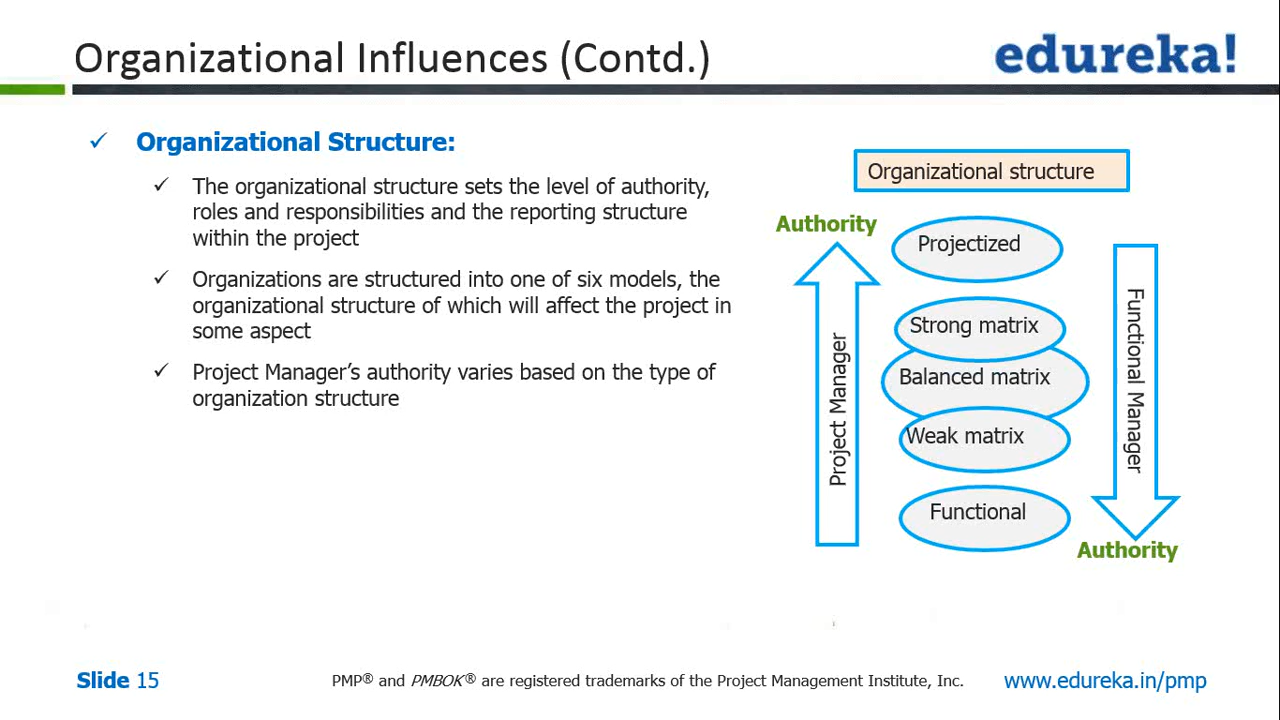 Organizational Influences (Contd.)
edureka!
Organizational Structure:
The organizational structure sets the level of authority,
roles and responsibilities and the reporting structure
within the project
Organizations are structured into one of six models, the
organizational structure of which will affect the project in
some aspect
Project Manager's authority varies based on the type of
organization structure
Organizational structure
Authority
Projectized
Strong matrix
Balanced matrix
Weak matrix
Functional
Project Manager
Functional Manager
Authority
Slide 15
PMP® and PMBOK® are registered trademarks of the Project Management Institute, Inc.
www.edureka.in/pmp